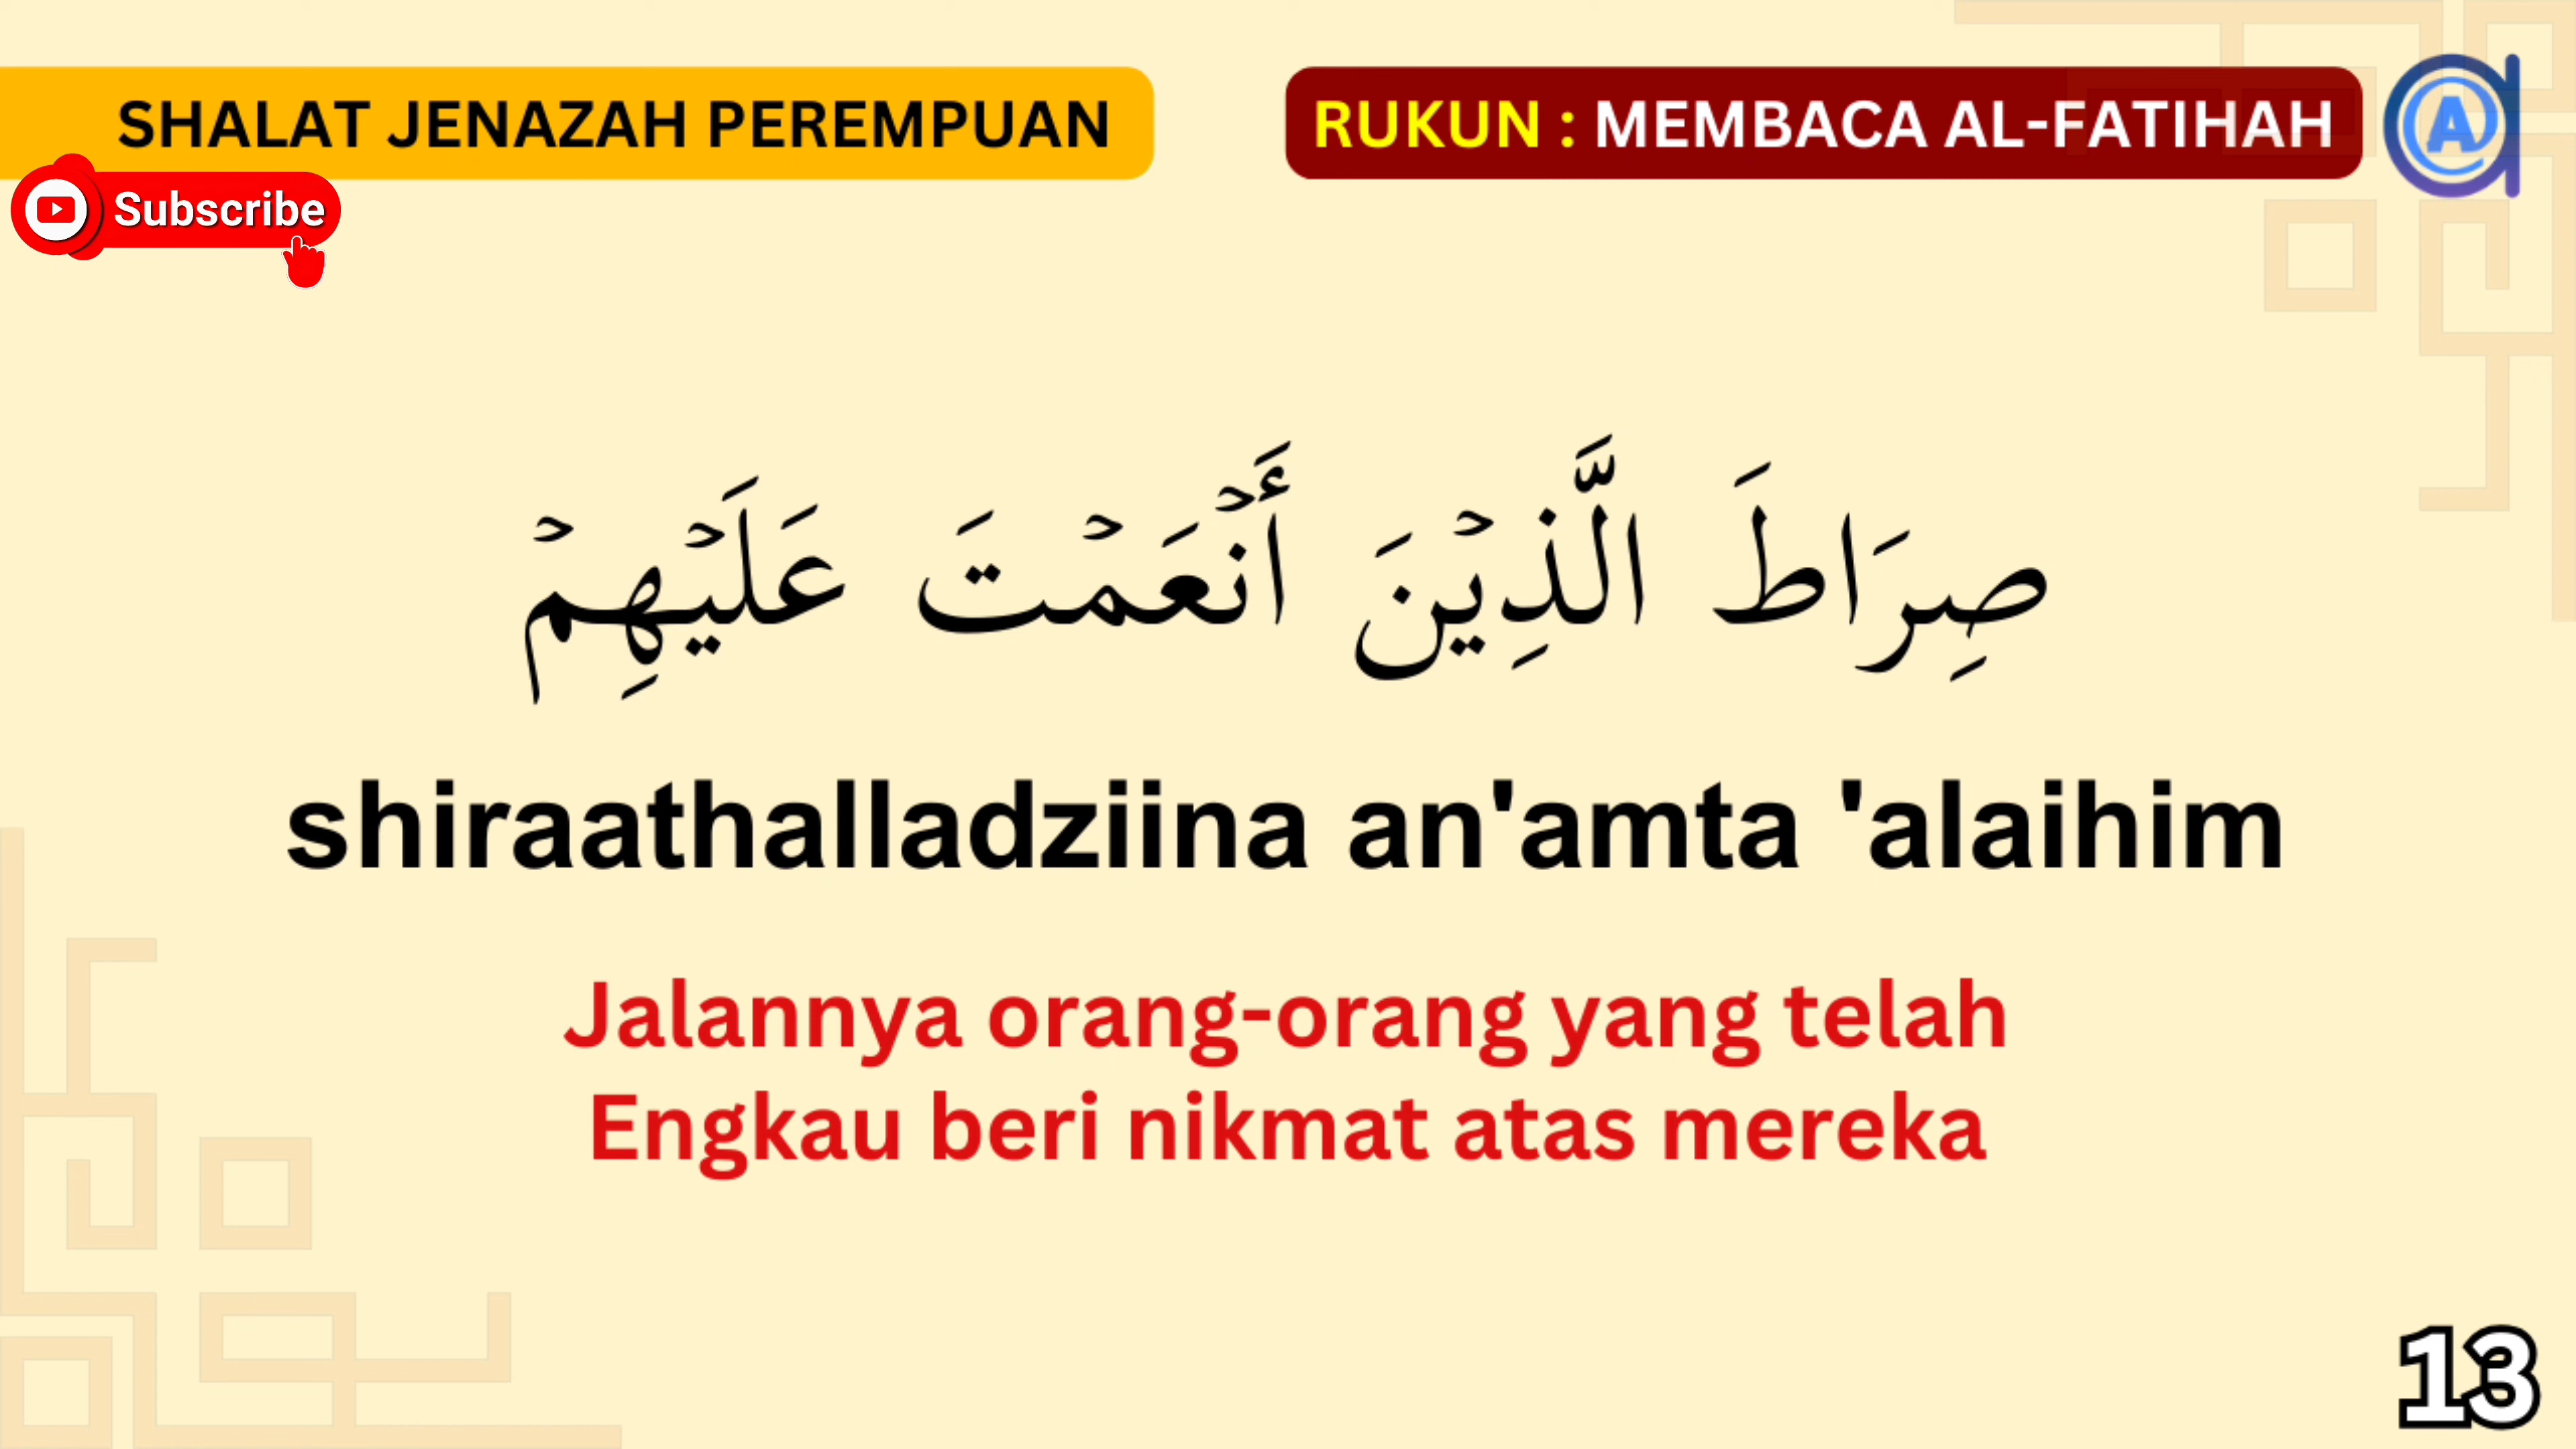 SHALAT JENAZAH PEREMPUAN
RUKUN : MEMBACA AL-FATIHAH
A
Subscribe
صِرَاطَ الَّذِيْنَ أَنْعَمْتَ عَلَيْهِمْ
shiraathalladziina an'amta 'alaihim
Jalannya orang-orang yang telah
Engkau beri nikmat atas mereka
13